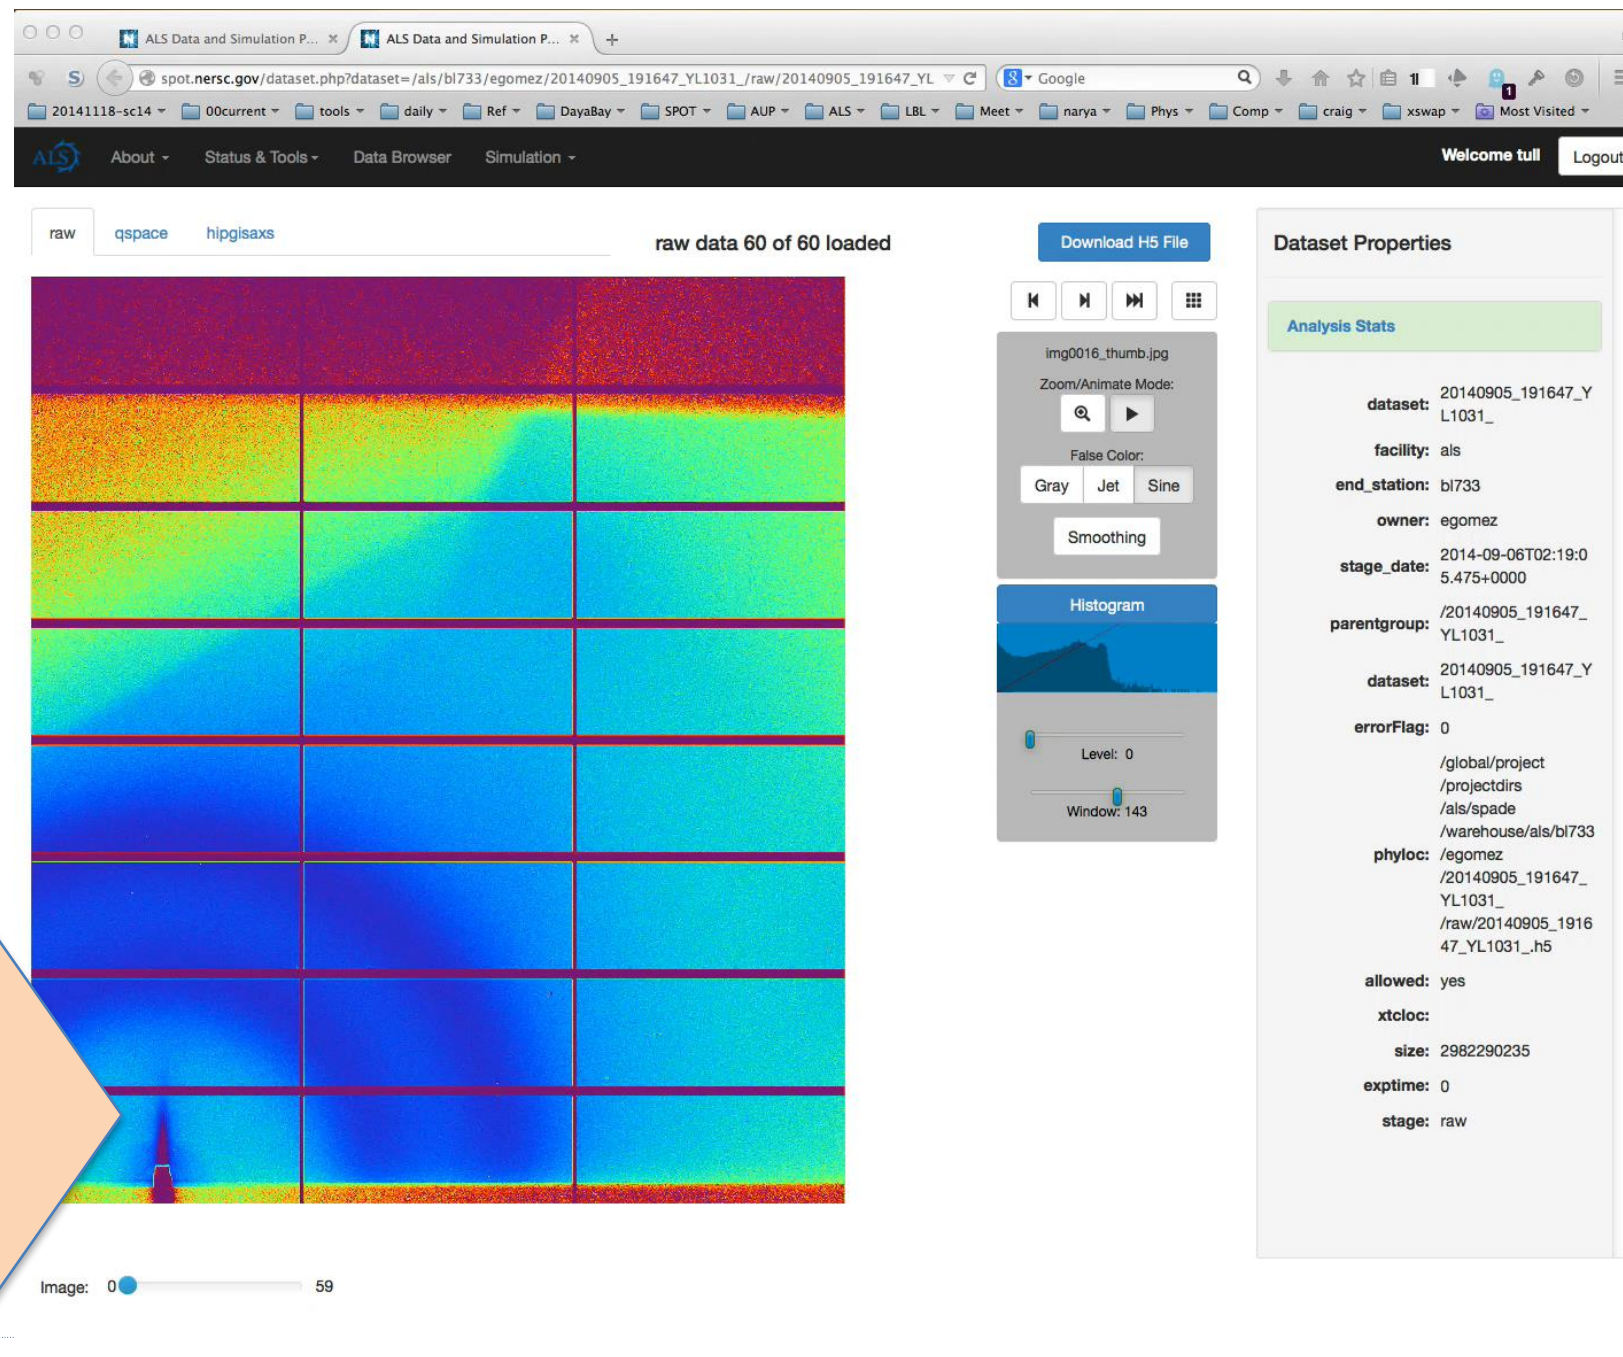 ALS Data and Simulation P...
ALS Data and Simulation P...
spot.nersc.gov/dataset.php?dataset=/als/bl733/egomez/20140905_191647_YL1031_/raw/20140905_191647_YL
Google
20141118-sc14 00current tools daily Ref DayaBay SPOT AUP ALS LBL Meet narya Phys Comp craig xswap Most Visited
1
ALS About Status & Tools Data Browser Simulation Welcome tull Logout
raw qspace hipgisaxs
raw data 60 of 60 loaded
Download H5 File
img0016_thumb.jpg
Zoom/Animate Mode:
False Color:
Gray Jet Sine
Smoothing
Histogram
Level: 0
Window: 143
Dataset Properties
Analysis Stats
dataset: 20140905_191647_Y
L1031_
facility: als
end_station: bl733
owner: egomez
stage_date: 2014-09-06T02:19:0
5.475+0000
parentgroup: /20140905_191647_
YL1031_
dataset: 20140905_191647_Y
L1031_
errorFlag: 0
phyloc: /global/project
/projectdirs
/als/spade
/warehouse/als/bl733
/egomez
/20140905_191647_
YL1031_
/raw/20140905_1916
47_YL1031_.h5
allowed: yes
xtcloc:
size: 2982290235
exptime: 0
stage: raw
Image: 0 59